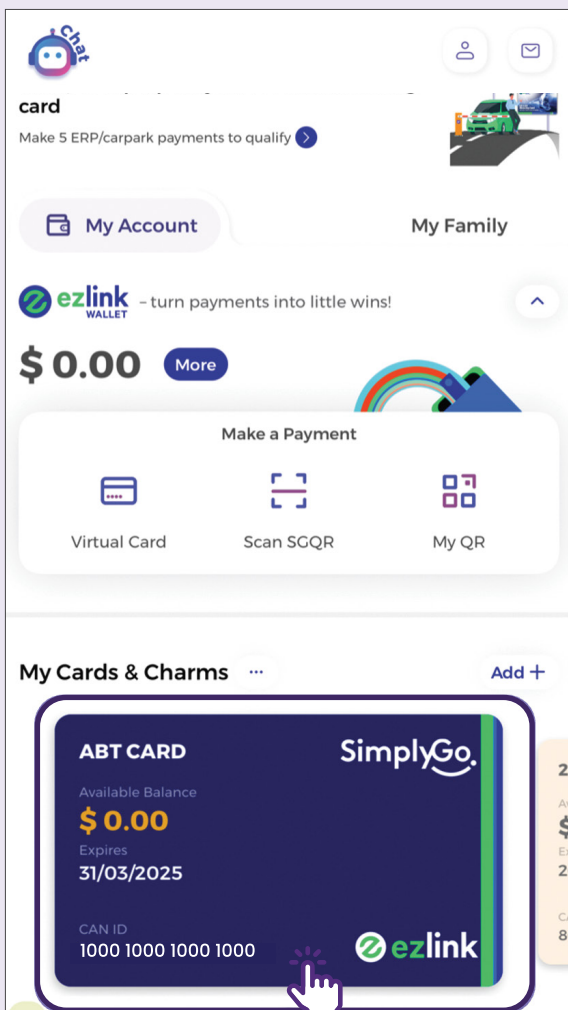 Chat
card
Make 5 ERP/carpark payments to qualify
My Account
My Family
ezlink
WALLET
– turn payments into little wins!
$ 0.00
More
Make a Payment
Virtual Card
Scan SGQR
My QR
My Cards & Charms ...
Add +
ABT CARD
SimplyGo.
Available Balance
$ 0.00
Expires
31/03/2025
CAN ID
1000 1000 1000 1000
ezlink